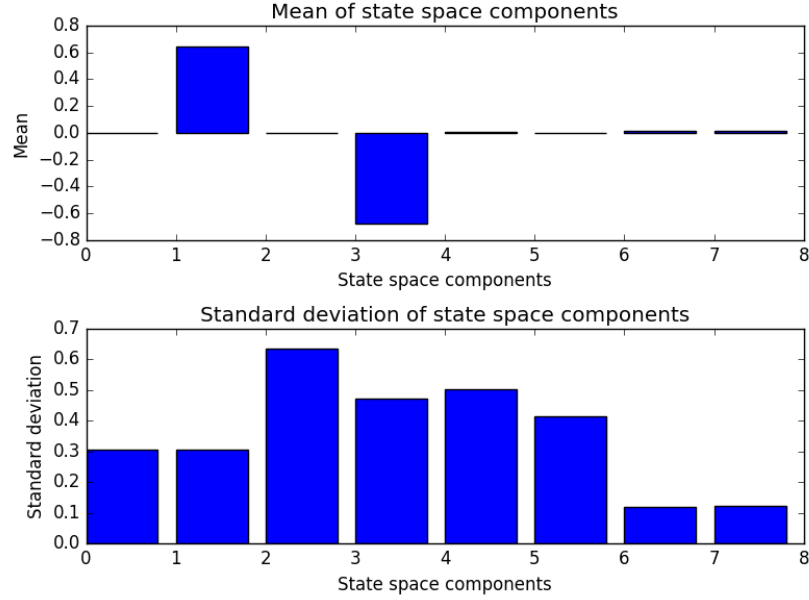 Mean of state space components
0.8
0.6
0.4
0.2
0.0
−0.2
−0.4
−0.6
−0.8
Mean
0 1 2 3 4 5 6 7 8
State space components
Standard deviation of state space components
0.7
0.6
0.5
0.4
0.3
0.2
0.1
0.0
Standard deviation
0 1 2 3 4 5 6 7 8
State space components